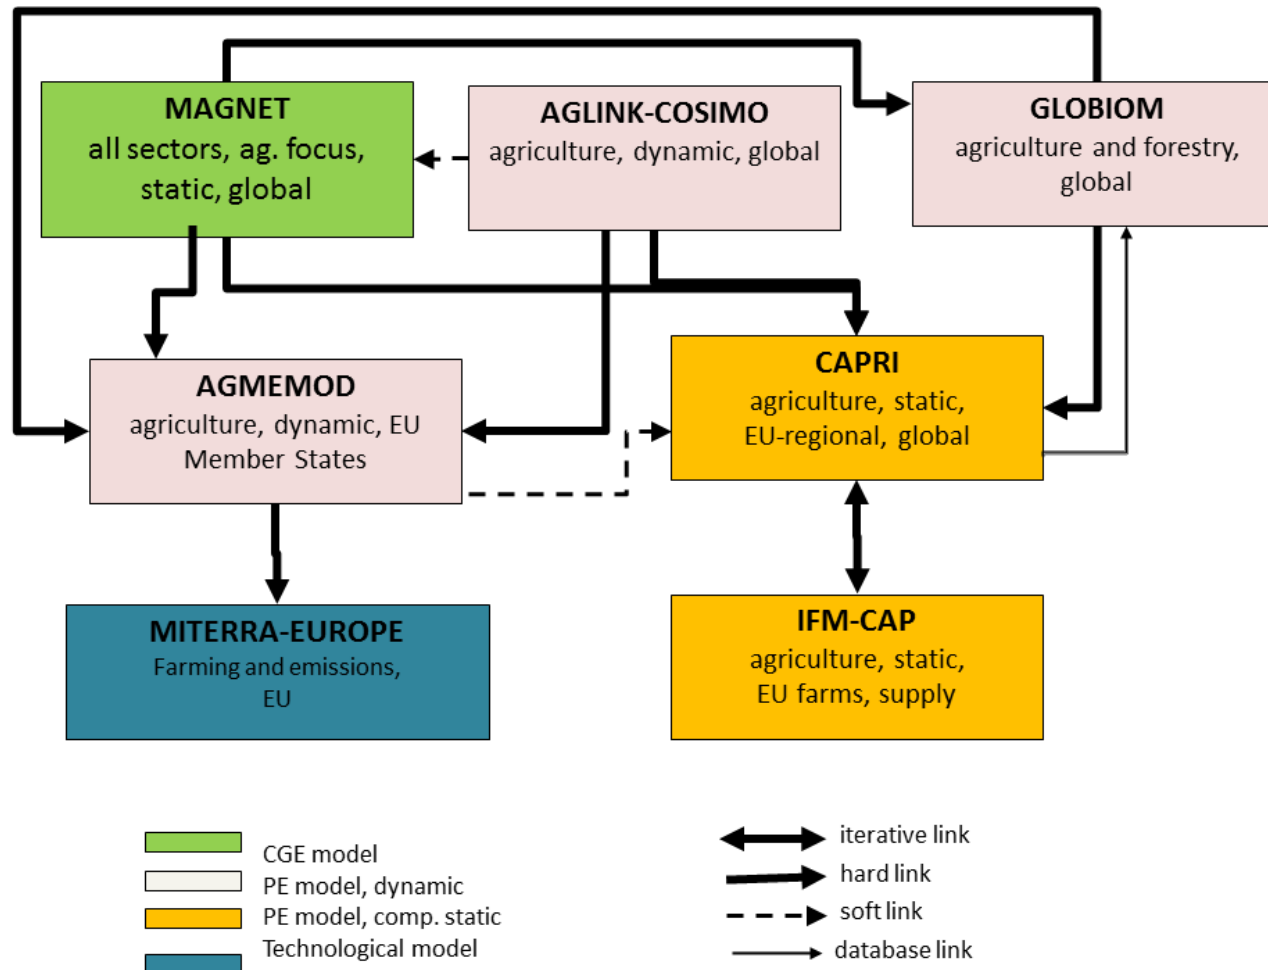 MAGNET
all sectors, ag. focus,
static, global
AGLINK-COSIMO
agriculture, dynamic, global
GLOBIOM
agriculture and forestry,
global
AGMEMOD
agriculture, dynamic, EU
Member States
CAPRI
agriculture, static,
EU-regional, global
MITERRA-EUROPE
Farming and emissions,
EU
IFM-CAP
agriculture, static,
EU farms, supply
CGE model
PE model, dynamic
PE model, comp. static
Technological model
iterative link
hard link
soft link
database link